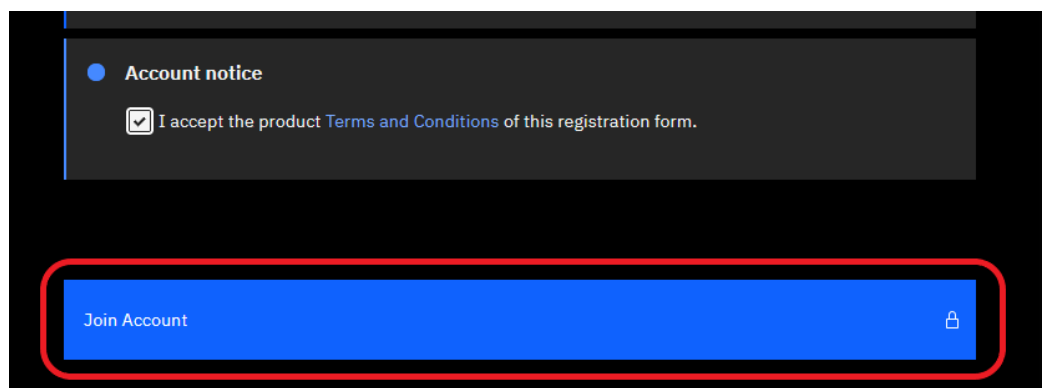 Account notice
I accept the product Terms and Conditions of this registration form.
Join Account